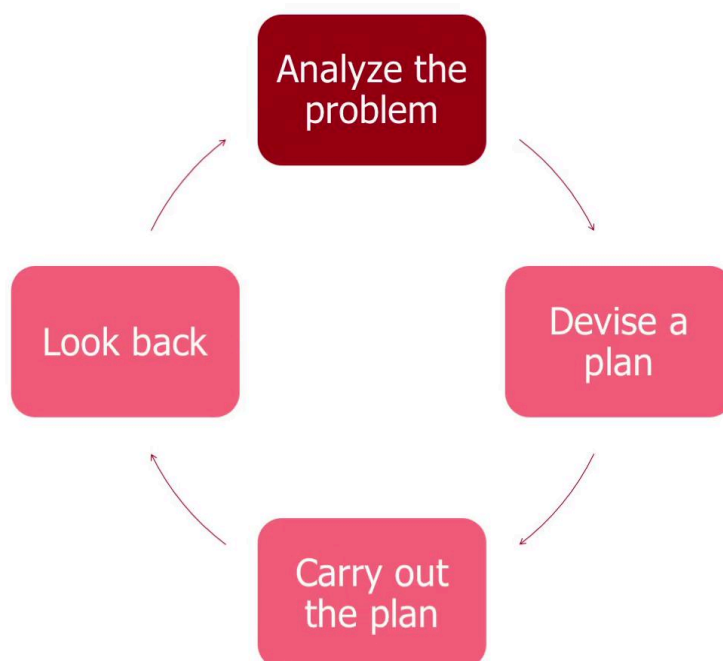 Analyze the
problem
Devise a
plan
Carry out
the plan
Look back